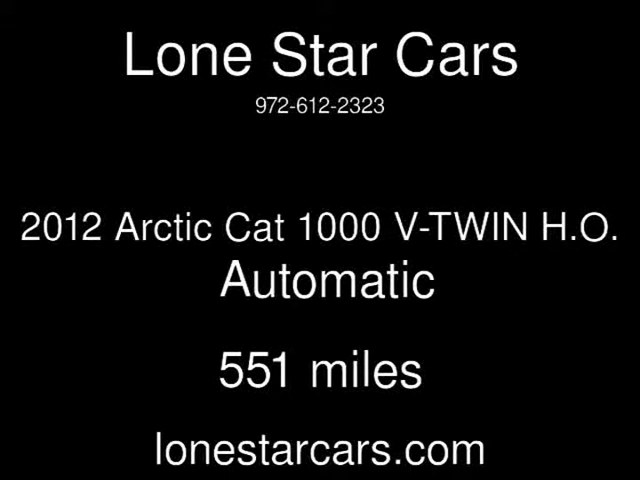 Lone Star Cars
972-612-2323
2012 Arctic Cat 1000 V-TWIN H.O.
Automatic
551 miles
lonestarcars.com